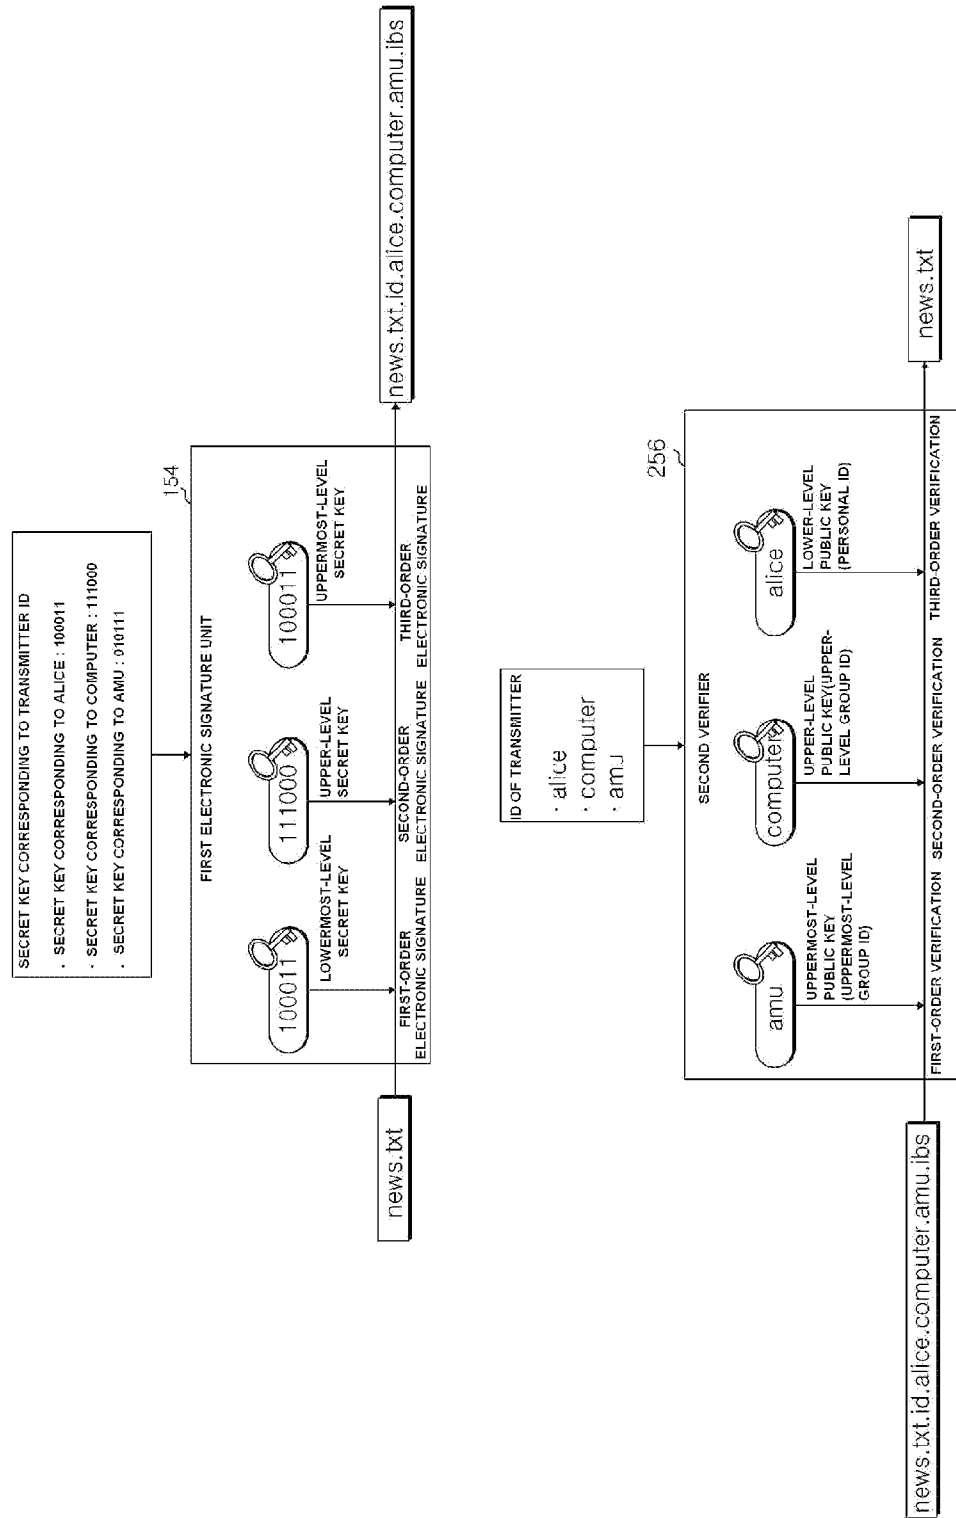 SECRET KEY CORRESPONDING TO TRANSMITTER ID
· SECRET KEY CORRESPONDING TO ALICE : 100011
· SECRET KEY CORRESPONDING TO COMPUTER : 111000
· SECRET KEY CORRESPONDING TO AMU : 010111
154
FIRST ELECTRONIC SIGNATURE UNIT
100011
LOWERMOST-LEVEL
SECRET KEY
111000
UPPER-LEVEL
SECRET KEY
100011
UPPERMOST-LEVEL
SECRET KEY
FIRST-ORDER
ELECTRONIC SIGNATURE
SECOND-ORDER
ELECTRONIC SIGNATURE
THIRD-ORDER
ELECTRONIC SIGNATURE
news.txt
news.txt.id.alice.computer.amu.ibs
ID OF TRANSMITTER
· alice
· computer
· amu
256
SECOND VERIFIER
amu
UPPERMOST-LEVEL
PUBLIC KEY
(UPPERMOST-LEVEL
GROUP ID)
computer
UPPER-LEVEL
PUBLIC KEY(UPPER-
LEVEL GROUP ID)
alice
LOWER-LEVEL
PUBLIC KEY
(PERSONAL ID)
FIRST-ORDER VERIFICATION
SECOND-ORDER VERIFICATION
THIRD-ORDER VERIFICATION
news.txt.id.alice.computer.amu.ibs
news.txt